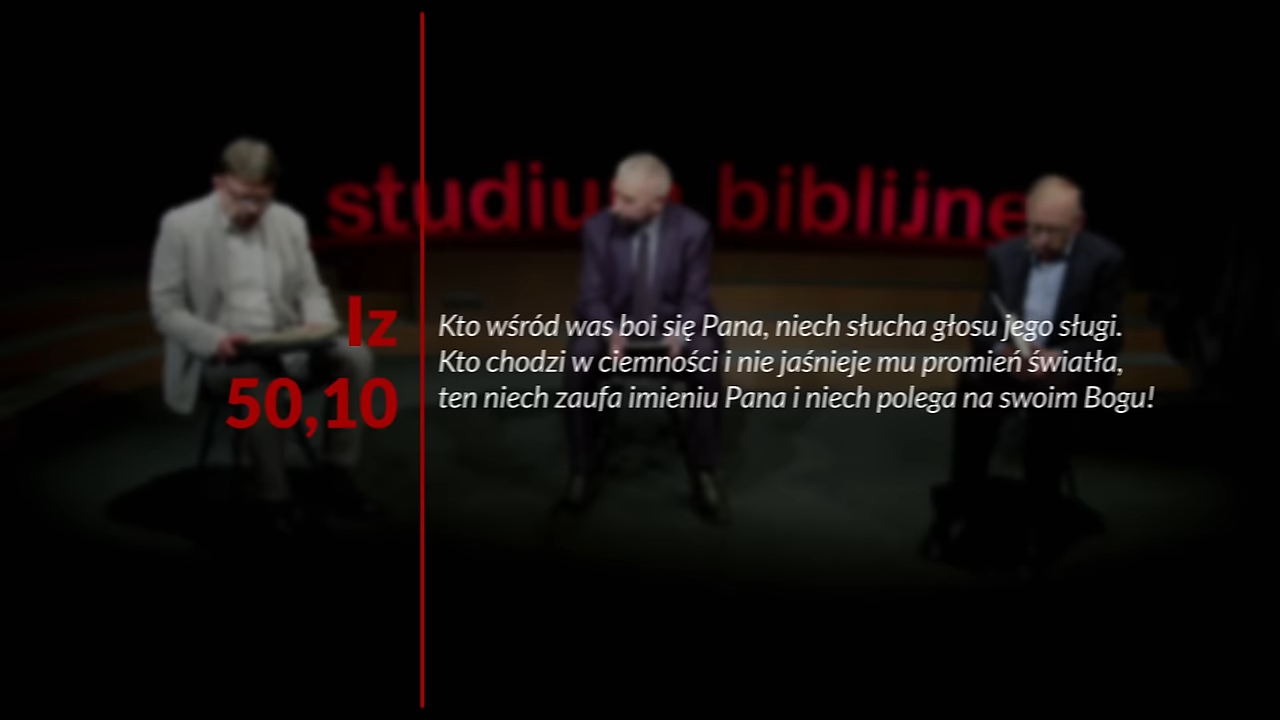 studium biblijne
Iz
50,10
Kto wśród was boi się Pana, niech słucha głosu jego sługi.
Kto chodzi w ciemności i nie jaśnieje mu promień światła,
ten niech zaufa imieniu Pana i niech polega na swoim Bogu!